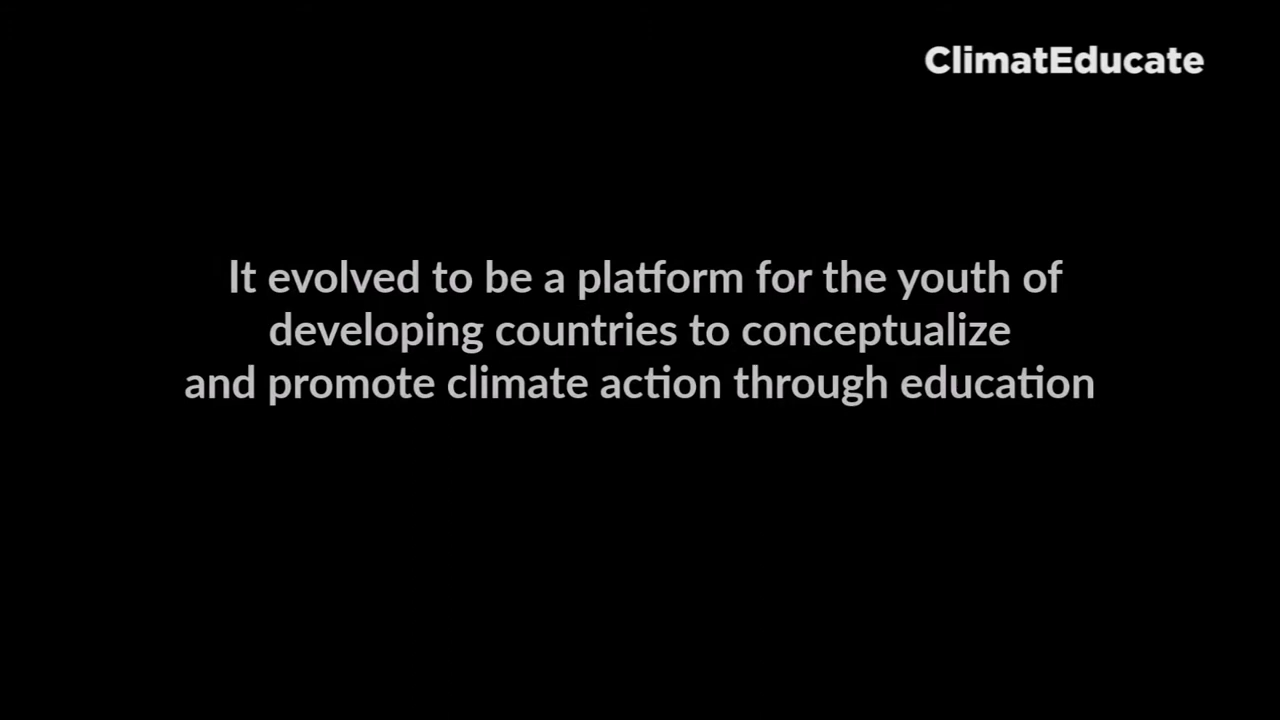 ClimatEducate
It evolved to be a platform for the youth of
developing countries to conceptualize
and promote climate action through education